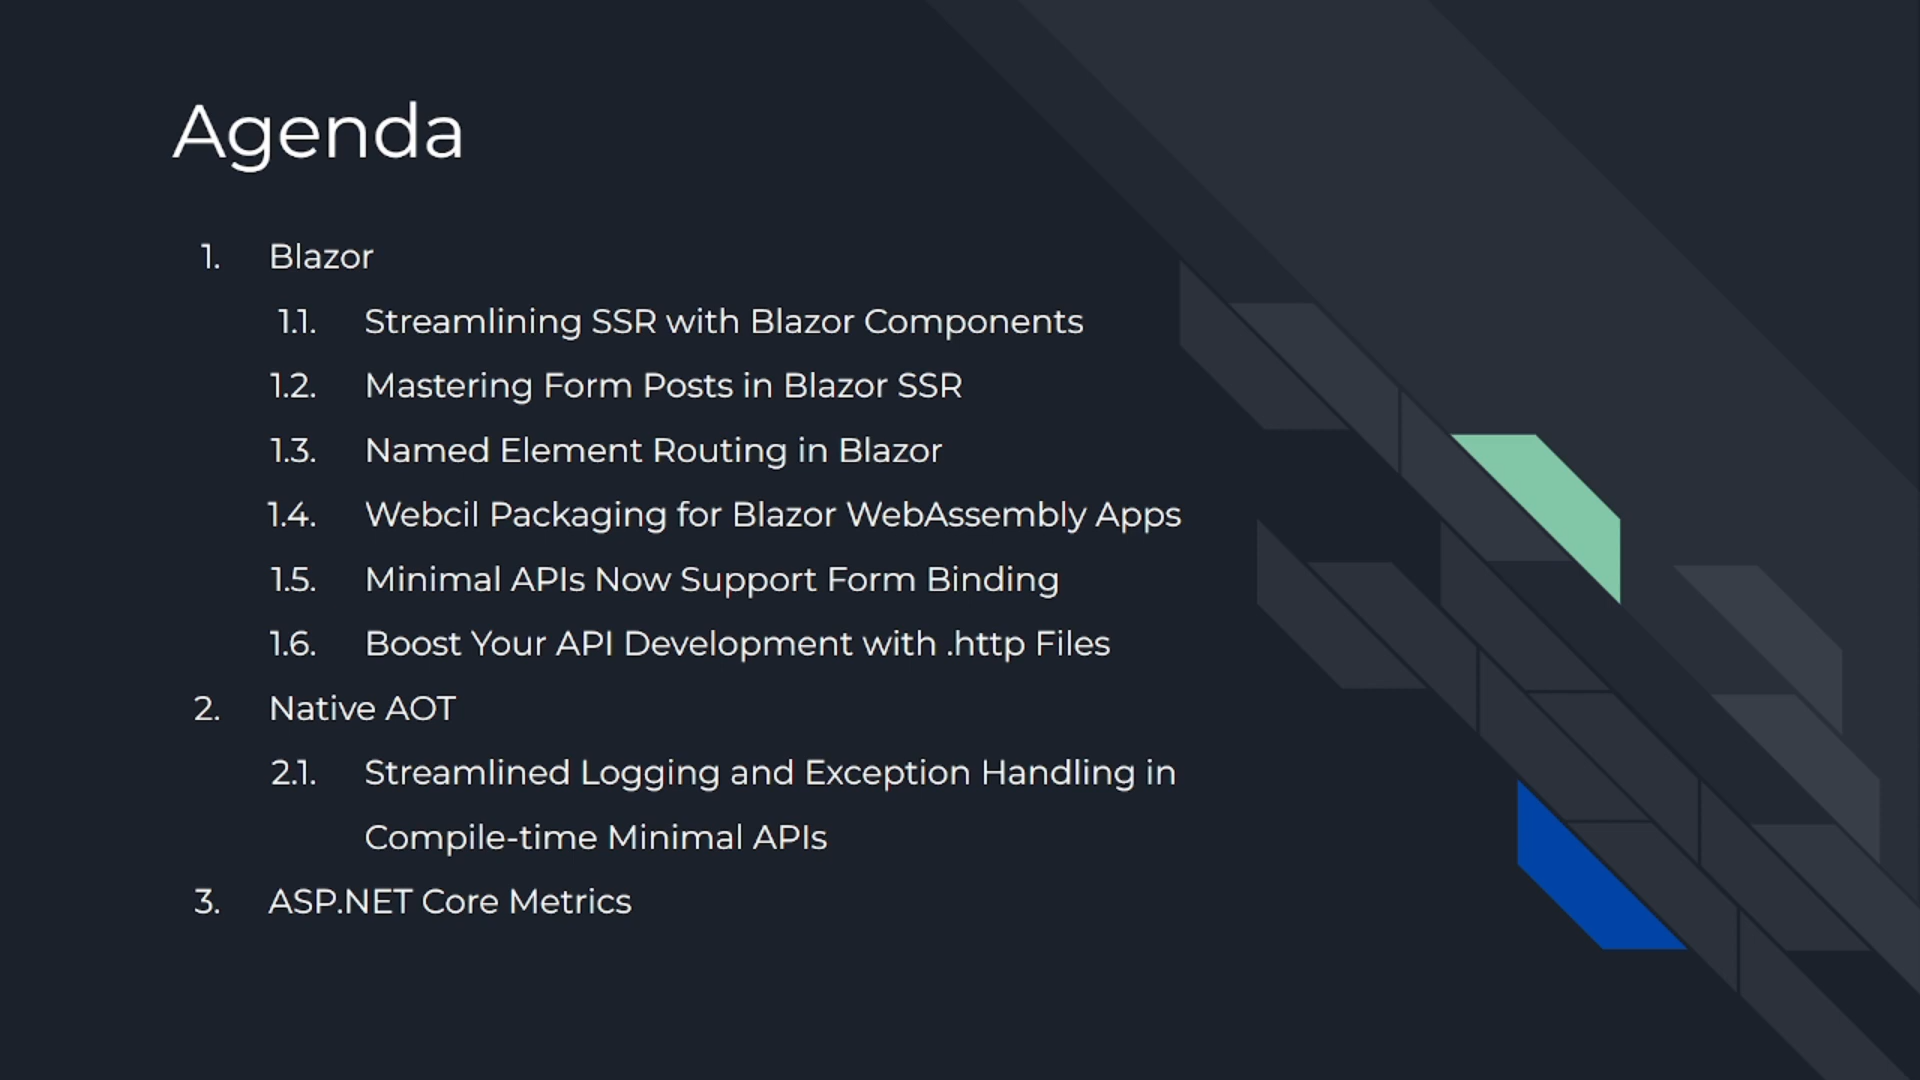 Agenda
1. Blazor
1.1. Streamlining SSR with Blazor Components
1.2. Mastering Form Posts in Blazor SSR
1.3. Named Element Routing in Blazor
1.4. Webcil Packaging for Blazor WebAssembly Apps
1.5. Minimal APIs Now Support Form Binding
1.6. Boost Your API Development with .http Files
2. Native AOT
2.1. Streamlined Logging and Exception Handling in
Compile-time Minimal APIs
3. ASP.NET Core Metrics